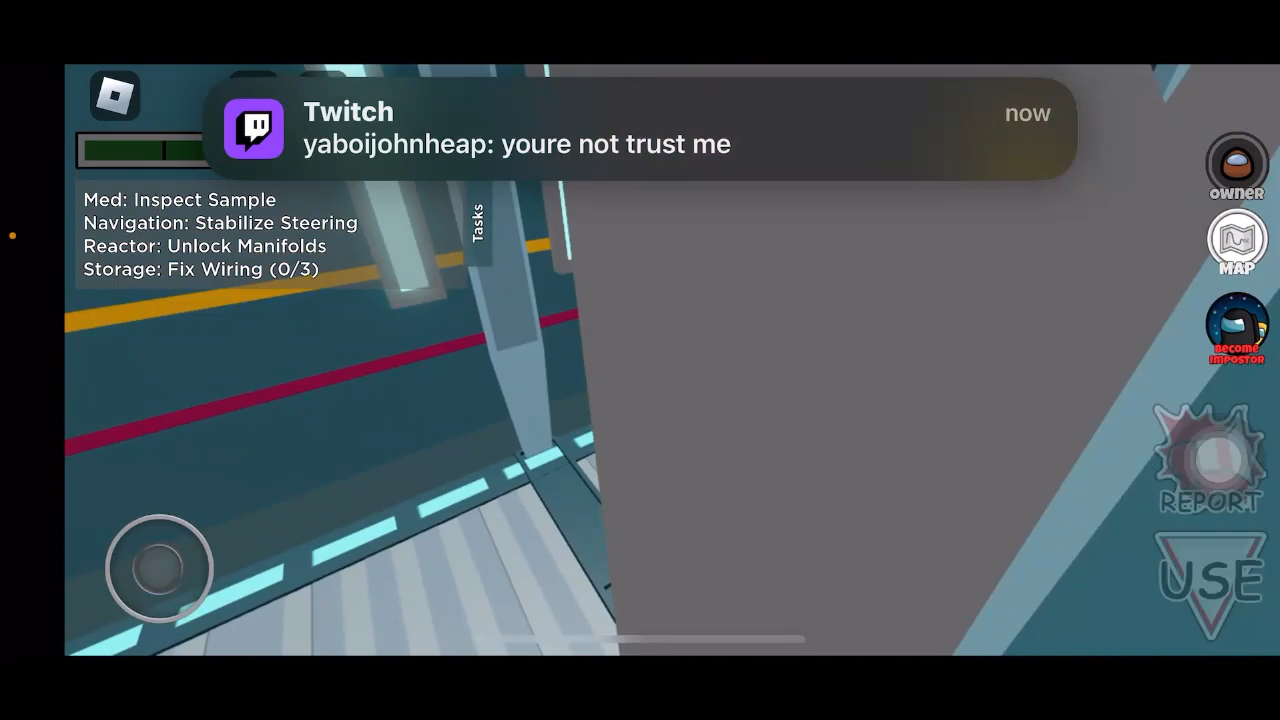 Twitch
now
yaboijohnheap: youre not trust me
Med: Inspect Sample
Navigation: Stabilize Steering
Reactor: Unlock Manifolds
Storage: Fix Wiring (0/3)
Tasks
OWNER
MAP
BECOME
IMPOSTOR
REPORT
USE